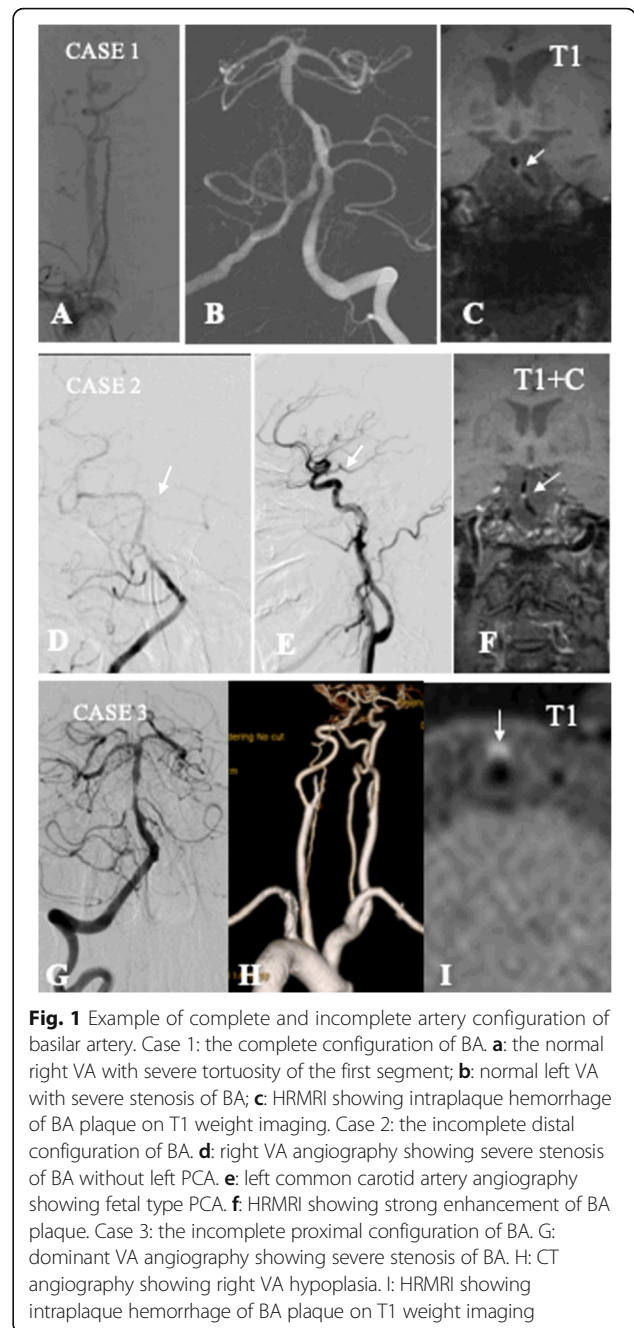 CASE 1
T1
A
B
C
CASE 2
T1+C
D
E
F
CASE 3
dering No cut
cm
T1
G
H
I
Fig. 1 Example of complete and incomplete artery configuration of
basilar artery. Case 1: the complete configuration of BA. a: the normal
right VA with severe tortuosity of the first segment; b: normal left VA
with severe stenosis of BA; c: HRMRI showing intraplaque hemorrhage
of BA plaque on T1 weight imaging. Case 2: the incomplete distal
configuration of BA. d: right VA angiography showing severe stenosis
of BA without left PCA. e: left common carotid artery angiography
showing fetal type PCA. f: HRMRI showing strong enhancement of BA
plaque. Case 3: the incomplete proximal configuration of BA. G:
dominant VA angiography showing severe stenosis of BA. H: CT
angiography showing right VA hypoplasia. I: HRMRI showing
intraplaque hemorrhage of BA plaque on T1 weight imaging